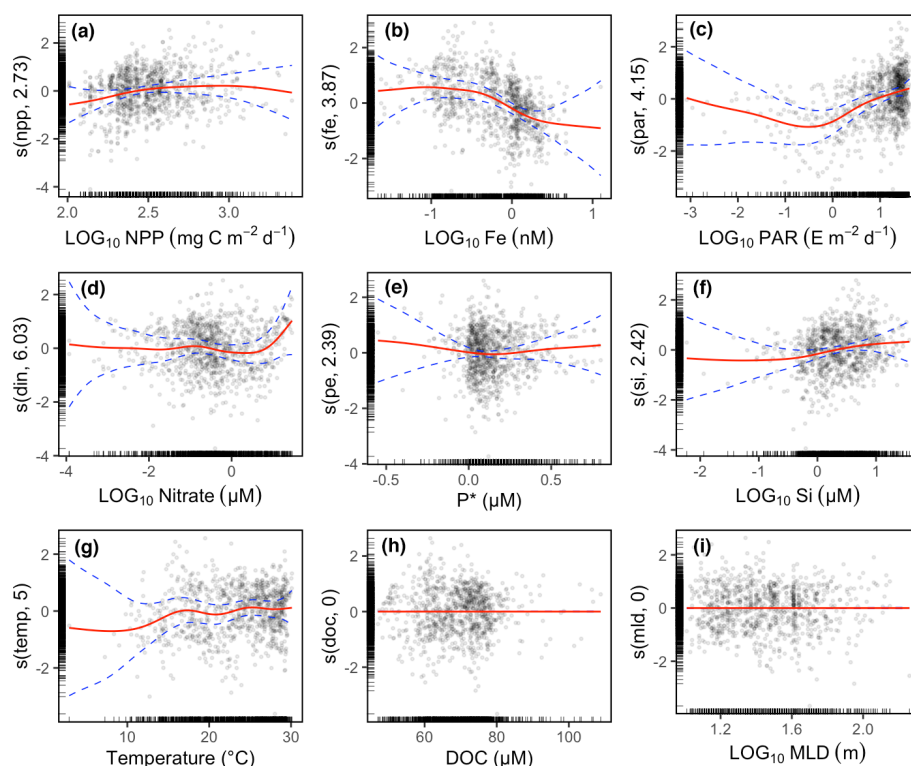 (a)
s(npp, 2.73)
2
0
-2
-4
2.0
2.5
3.0
LOG₁₀ NPP (mg C m⁻² d⁻¹)
(b)
s(fe, 3.87)
2
0
-2
-1
0
1
LOG₁₀ Fe (nM)
(c)
s(par, 4.15)
2
0
-2
-3
-2
-1
0
1
LOG₁₀ PAR (E m⁻² d⁻¹)
(d)
s(din, 6.03)
2
0
-2
-4
-4
-2
0
LOG₁₀ Nitrate (µM)
(e)
s(pe, 2.39)
2
0
-2
-4
-0.5
0.0
0.5
P* (µM)
(f)
s(si, 2.42)
2
0
-2
-4
-2
-1
0
1
LOG₁₀ Si (µM)
(g)
s(temp, 5)
2
0
-2
10
20
30
Temperature (°C)
(h)
s(doc, 0)
2
0
-2
60
80
100
DOC (µM)
(i)
s(mld, 0)
2
0
-2
1.2
1.6
2.0
LOG₁₀ MLD (m)